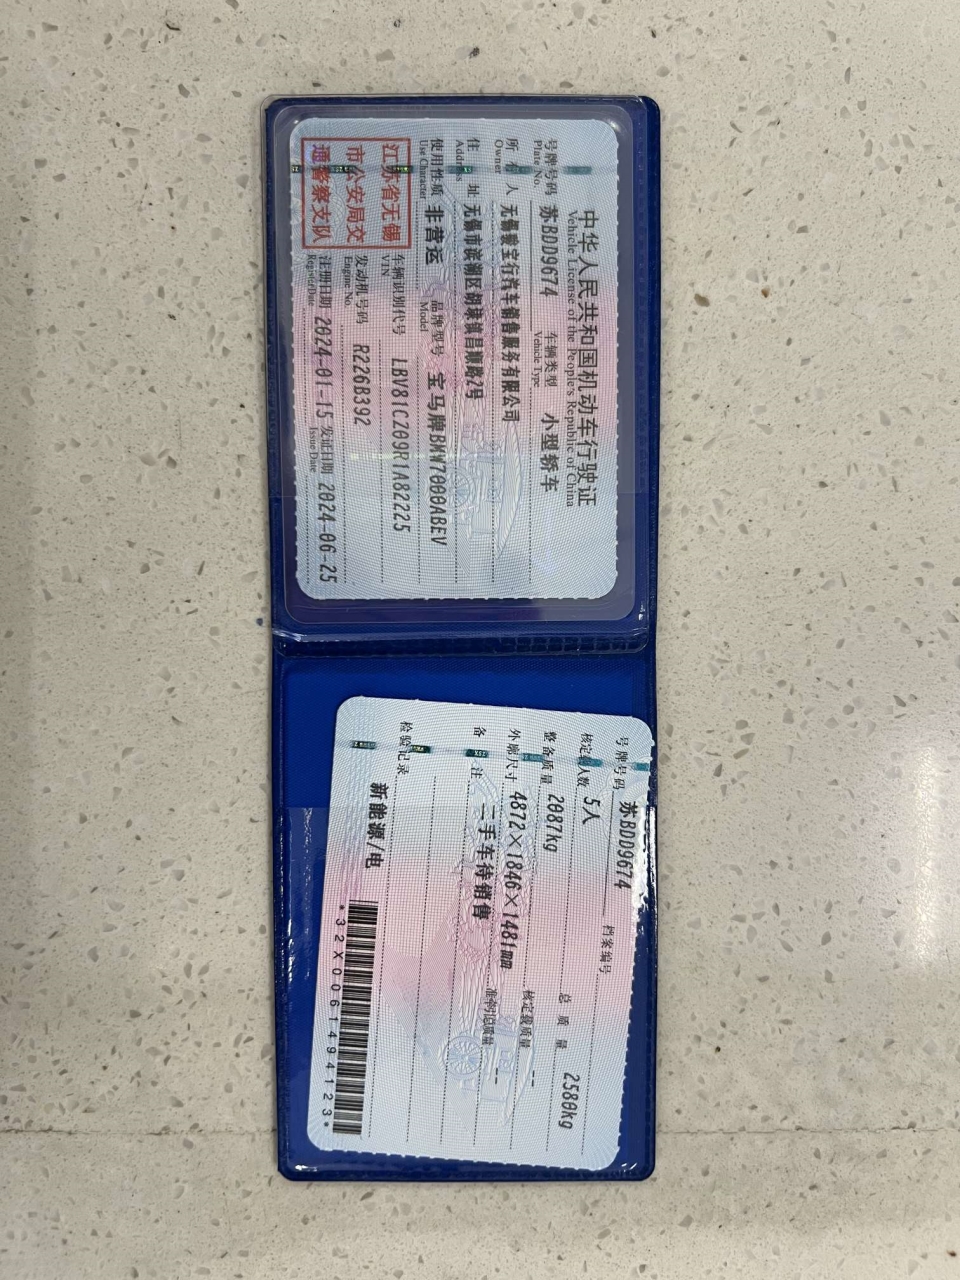 中华人民共和国机动车行驶证
Vehicle License of the People's Republic of China
号牌号码 苏BDD9674 车辆类型 小型轿车
Plate No. Vehicle Type
所有人 无锡骏宝行汽车销售服务有限公司
Owner
住址 无锡市滨湖区胡埭镇昌顺路2号
Address
使用性质 非营运 品牌型号 宝马牌BMW7000ABEV
Use Character Model
江苏省无锡
市公安局交
通警察支队
车辆识别代号 LBV81CZ09R1A82225
VIN
发动机号码 R226B392
Engine No.
注册日期 2024-01-15 发证日期 2024-06-25
Register Date Issue Date
号牌号码 苏BDD9674 档案编号
核定载人数 5人 总质量 2580kg
整备质量 2087kg 核定载质量 --
外廓尺寸 4872×1846×1481mm 准牵引总质量 --
备注 二手车待销售
检验记录
新能源/电
*32X0061494123*